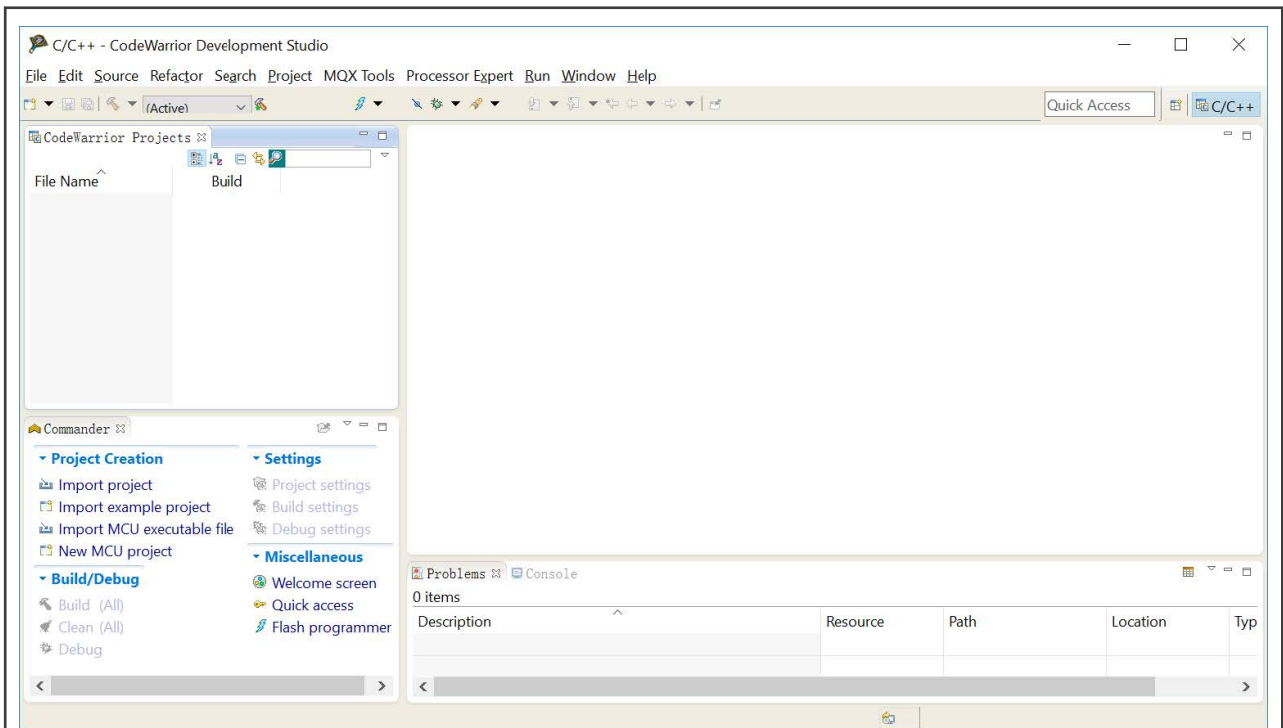 C/C++ - CodeWarrior Development Studio
File Edit Source Refactor Search Project MQX Tools Processor Expert Run Window Help
(Active)
Quick Access
C/C++
CodeWarrior Projects
File Name Build
Commander
Project Creation
Import project
Import example project
Import MCU executable file
New MCU project
Build/Debug
Build (All)
Clean (All)
Debug
Settings
Project settings
Build settings
Debug settings
Miscellaneous
Welcome screen
Quick access
Flash programmer
Problems Console
0 items
Description Resource Path Location Typ